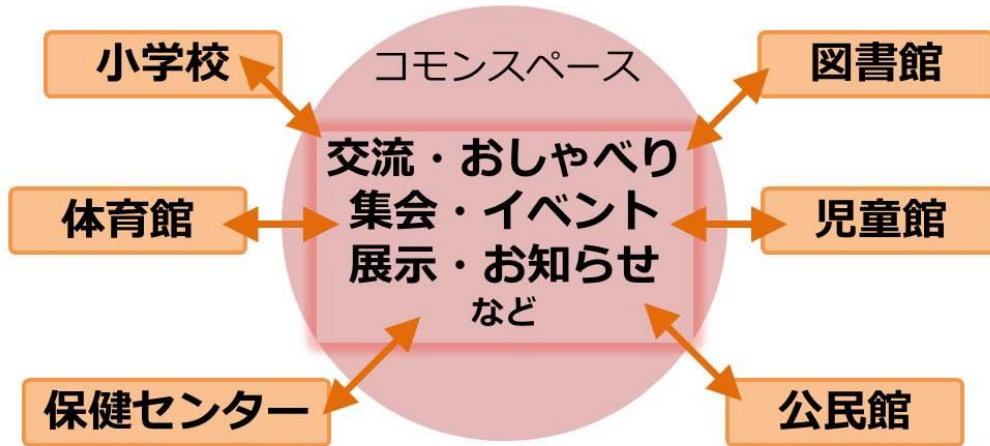 小学校
コモンスペース
図書館
交流・おしゃべり
体育館
集会・イベント
児童館
展示・お知らせ
など
保健センター
公民館